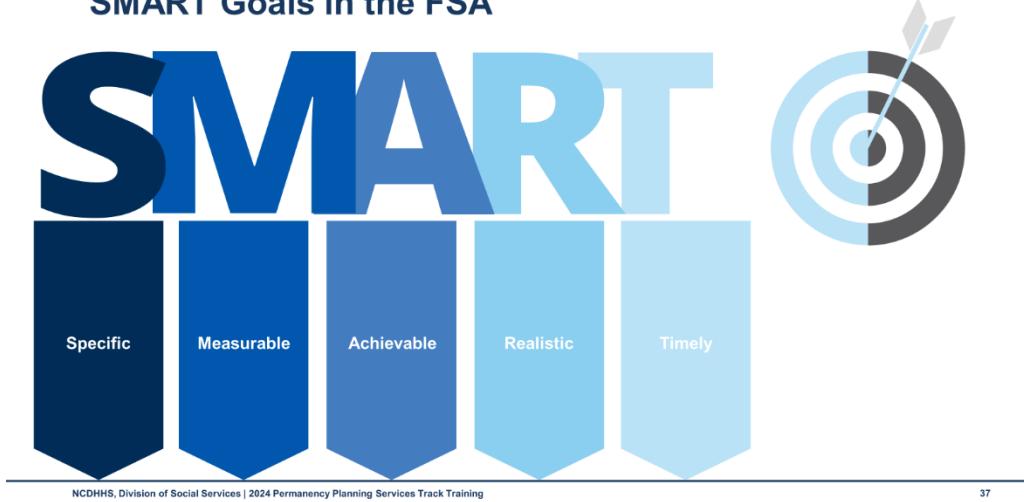 SMART Goals in the FSA
SMART
Specific
Measurable
Achievable
Realistic
Timely
NCDHHS, Division of Social Services | 2024 Permanency Planning Services Track Training
37